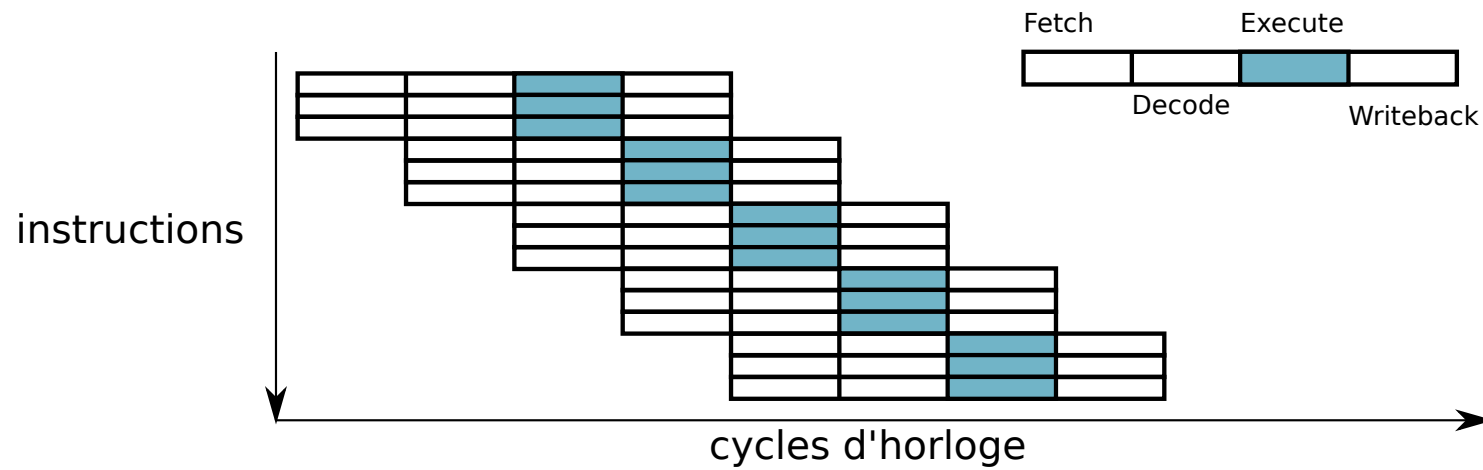 Fetch
Execute
Decode
Writeback
instructions
cycles d'horloge